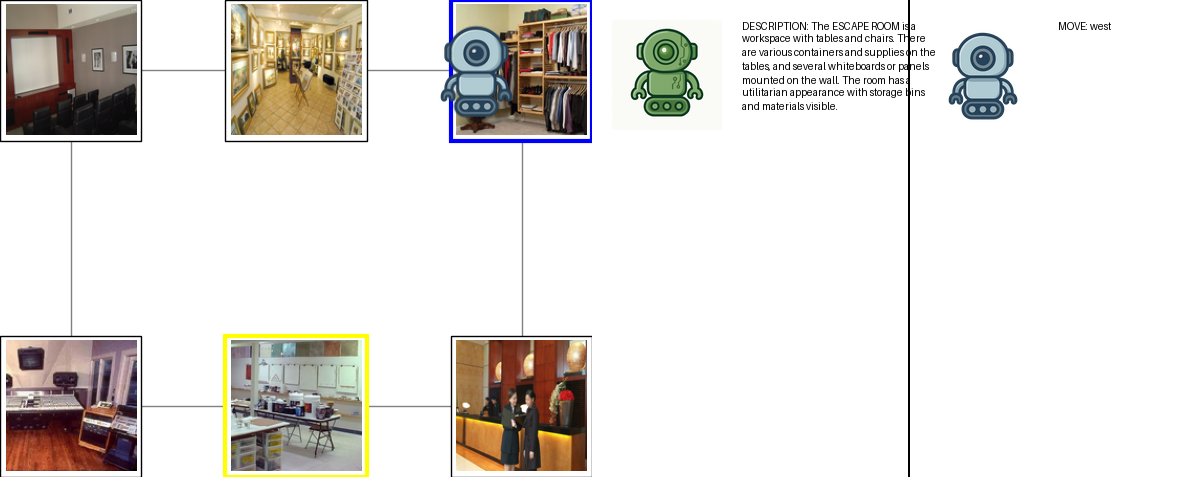 DESCRIPTION: The ESCAPE ROOM is a
workspace with tables and chairs. There
are various containers and supplies on the
tables, and several whiteboards or panels
mounted on the wall. The room has a
utilitarian appearance with storage bins
and materials visible.
MOVE: west